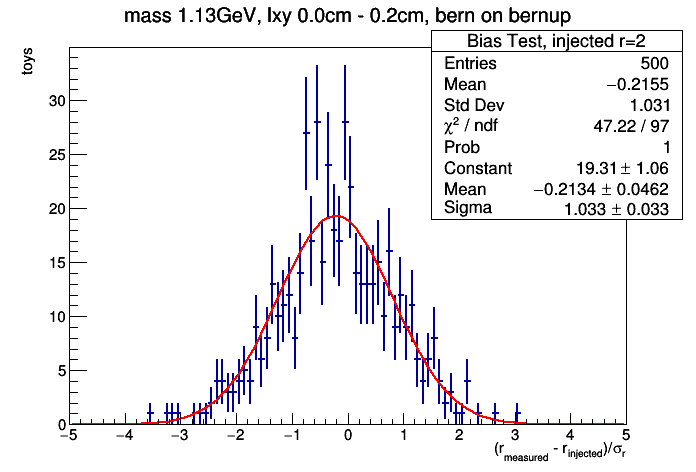 mass 1.13GeV, lxy 0.0cm - 0.2cm, bern on bernup
Bias Test, injected r=2
Entries 500
Mean −0.2155
Std Dev 1.031
χ² / ndf 47.22 / 97
Prob 1
Constant 19.31 ± 1.06
Mean −0.2134 ± 0.0462
Sigma 1.033 ± 0.033
toys
30
25
20
15
10
5
0
−5 −4 −3 −2 −1 0 1 2 3 4 5
(r_measured - r_injected)/σ_r